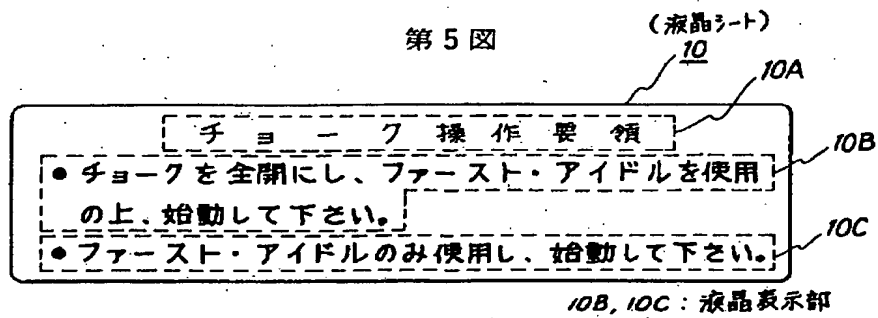 第5図
(液晶シート)
10
10A
チョーク操作要領
10B
●チョークを全開にし、ファースト・アイドルを使用
の上、始動して下さい。
10C
●ファースト・アイドルのみ使用し、始動して下さい。
10B, 10C：液晶表示部